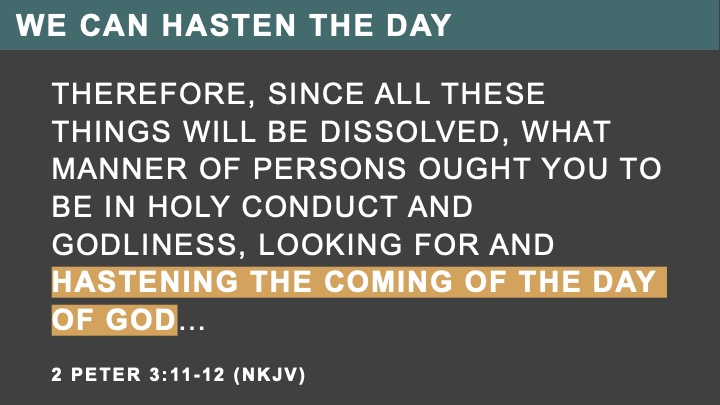 WE CAN HASTEN THE DAY
THEREFORE, SINCE ALL THESE
THINGS WILL BE DISSOLVED, WHAT
MANNER OF PERSONS OUGHT YOU TO
BE IN HOLY CONDUCT AND
GODLINESS, LOOKING FOR AND
HASTENING THE COMING OF THE DAY
OF GOD...
2 PETER 3:11-12 (NKJV)